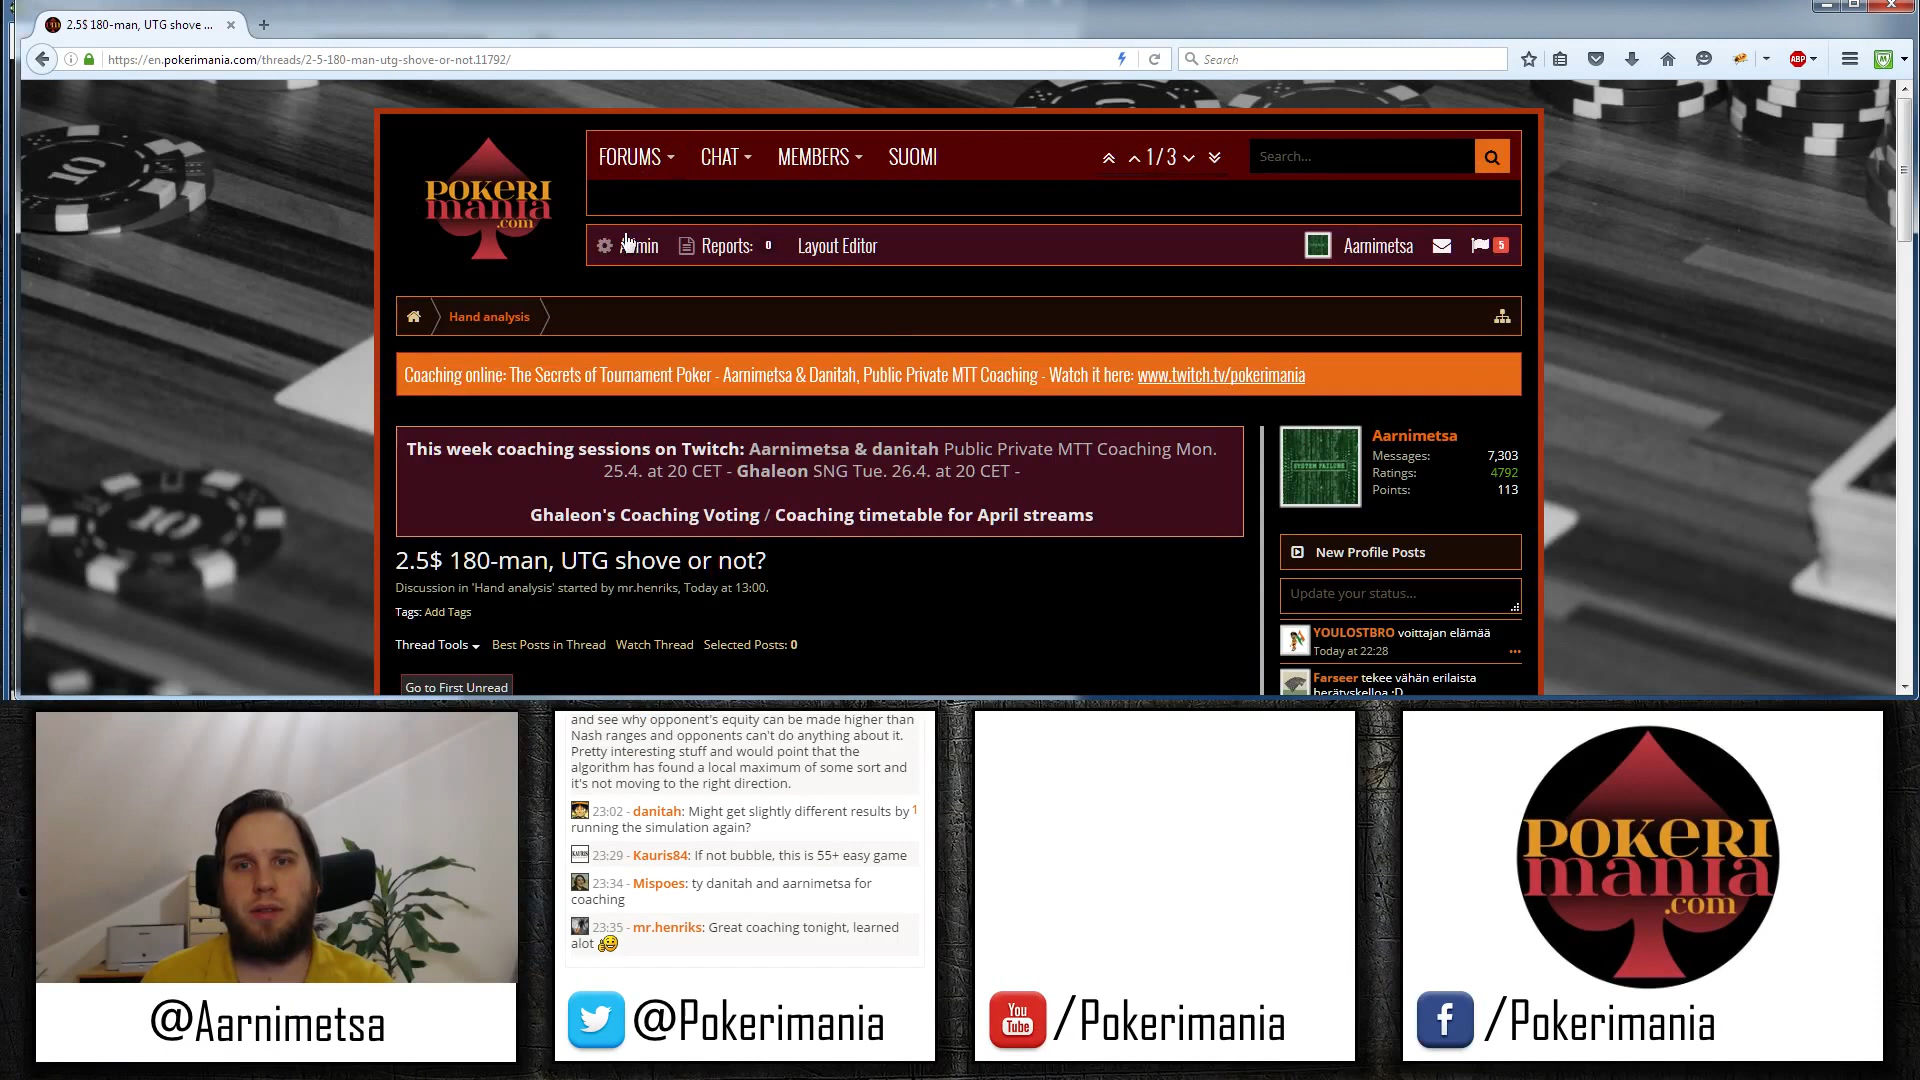 2.5$ 180-man, UTG shove ...
https://en.pokerimania.com/threads/2-5-180-man-utg-shove-or-not.11792/
Search
ABP
POKERI
mania
.com
FORUMS
CHAT
MEMBERS
SUOMI
1 / 3
Search...
Reports: 0
Layout Editor
Aarnimetsa
5
Hand analysis
Coaching online: The Secrets of Tournament Poker - Aarnimetsa & Danitah, Public Private MTT Coaching - Watch it here: www.twitch.tv/pokerimania
This week coaching sessions on Twitch: Aarnimetsa & danitah Public Private MTT Coaching Mon.
25.4. at 20 CET - Ghaleon SNG Tue. 26.4. at 20 CET -
Ghaleon's Coaching Voting / Coaching timetable for April streams
2.5$ 180-man, UTG shove or not?
Discussion in 'Hand analysis' started by mr.henriks, Today at 13:00.
Tags: Add Tags
Thread Tools
Best Posts in Thread
Watch Thread
Selected Posts: 0
Go to First Unread
SYSTEM FAILURE
Aarnimetsa
Messages: 7,303
Ratings: 4792
Points: 113
New Profile Posts
Update your status...
YOULOSTBRO voittajan elämää
Today at 22:28
...
Farseer tekee vähän erilaista
herätyskelloa :D
and see why opponent's equity can be made higher than
Nash ranges and opponents can't do anything about it.
Pretty interesting stuff and would point that the
algorithm has found a local maximum of some sort and
it's not moving to the right direction.
23:02 - danitah: Might get slightly different results by 1
running the simulation again?
23:29 - Kauris84: If not bubble, this is 55+ easy game
23:34 - Mispoes: ty danitah and aarnimetsa for
coaching
23:35 - mr.henriks: Great coaching tonight, learned
alot
@Aarnimetsa
@Pokerimania
You
Tube
/Pokerimania
POKERI
mania
.com
f
/Pokerimania